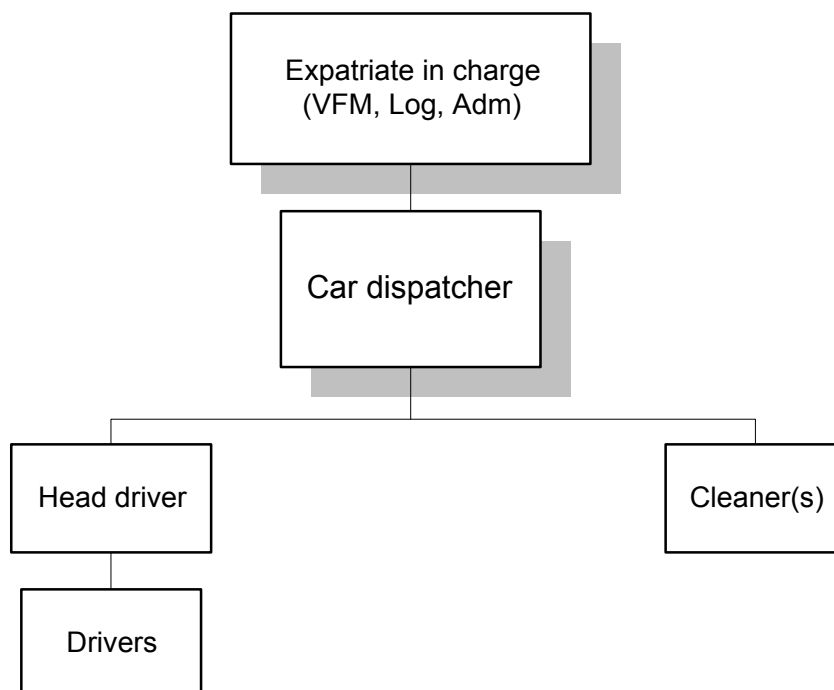 Expatriate in charge
(VFM, Log, Adm)
Car dispatcher
Head driver
Cleaner(s)
Drivers